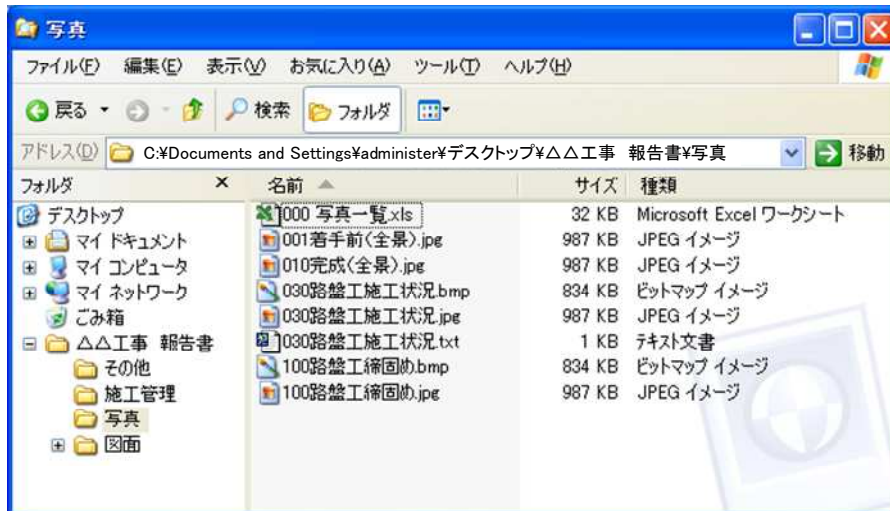 写真
ファイル(F) 編集(E) 表示(V) お気に入り(A) ツール(T) ヘルプ(H)
戻る 検索 フォルダ
アドレス(D) C:¥Documents and Settings¥administer¥デスクトップ¥△△工事 報告書¥写真 移動
フォルダ × 名前 サイズ 種類
デスクトップ 000 写真一覧.xls 32 KB Microsoft Excel ワークシート
マイ ドキュメント 001着手前(全景).jpg 987 KB JPEG イメージ
マイ コンピュータ 010完成(全景).jpg 987 KB JPEG イメージ
マイ ネットワーク 030路盤工施工状況.bmp 834 KB ビットマップ イメージ
ごみ箱 030路盤工施工状況.jpg 987 KB JPEG イメージ
△△工事 報告書 030路盤工施工状況.txt 1 KB テキスト文書
その他 100路盤工締固め.bmp 834 KB ビットマップ イメージ
施工管理 100路盤工締固め.jpg 987 KB JPEG イメージ
写真
図面